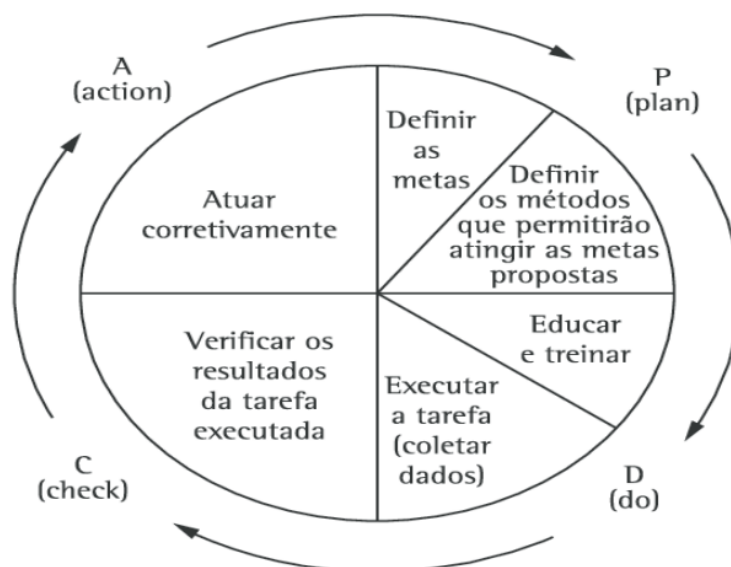 A
(action)
P
(plan)
Definir
as
metas
Definir
os métodos
que permitirão
atingir as metas
propostas
Educar
e treinar
D
(do)
Executar
a tarefa
(coletar
dados)
C
(check)
Verificar os
resultados
da tarefa
executada
Atuar
corretivamente